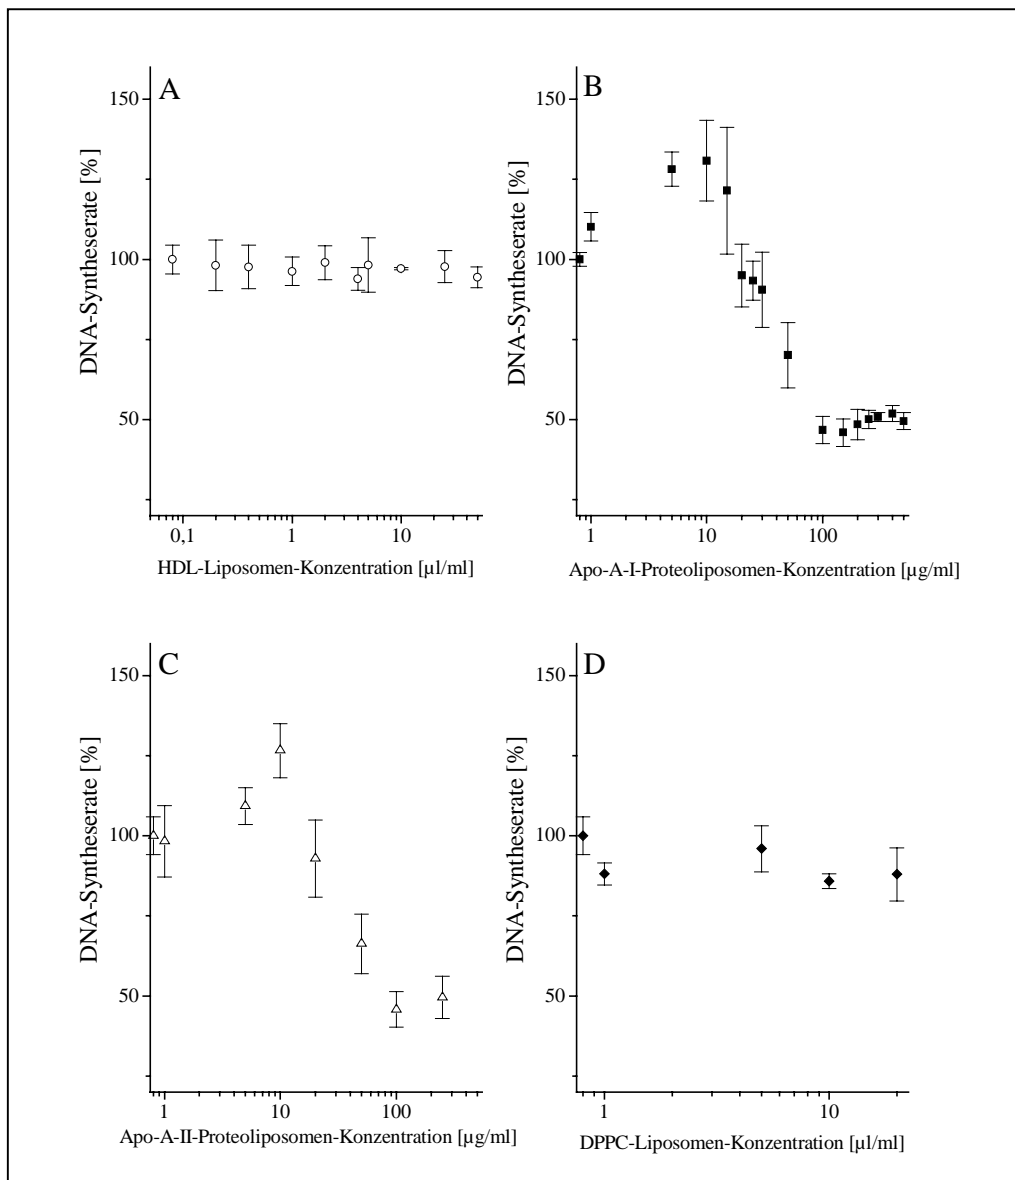 A
150
100
50
DNA-Syntheserate [%]
0,1 1 10
HDL-Liposomen-Konzentration [µl/ml]
B
150
100
50
DNA-Syntheserate [%]
1 10 100
Apo-A-I-Proteoliposomen-Konzentration [µg/ml]
C
150
100
50
DNA-Syntheserate [%]
1 10 100
Apo-A-II-Proteoliposomen-Konzentration [µg/ml]
D
150
100
50
DNA-Syntheserate [%]
1 10
DPPC-Liposomen-Konzentration [µl/ml]